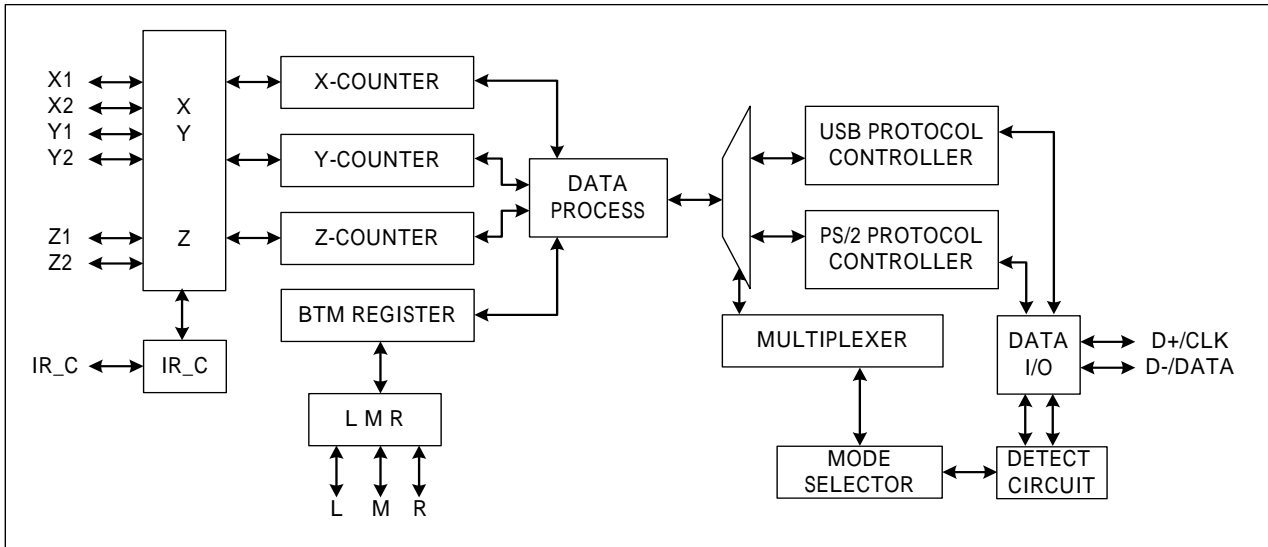 X1
X2
Y1
Y2
Z1
Z2
X
Y
Z
IR_C
IR_C
X-COUNTER
Y-COUNTER
Z-COUNTER
BTM REGISTER
L M R
L M R
DATA
PROCESS
USB PROTOCOL
CONTROLLER
PS/2 PROTOCOL
CONTROLLER
MULTIPLEXER
MODE
SELECTOR
DATA
I/O
DETECT
CIRCUIT
D+/CLK
D-/DATA